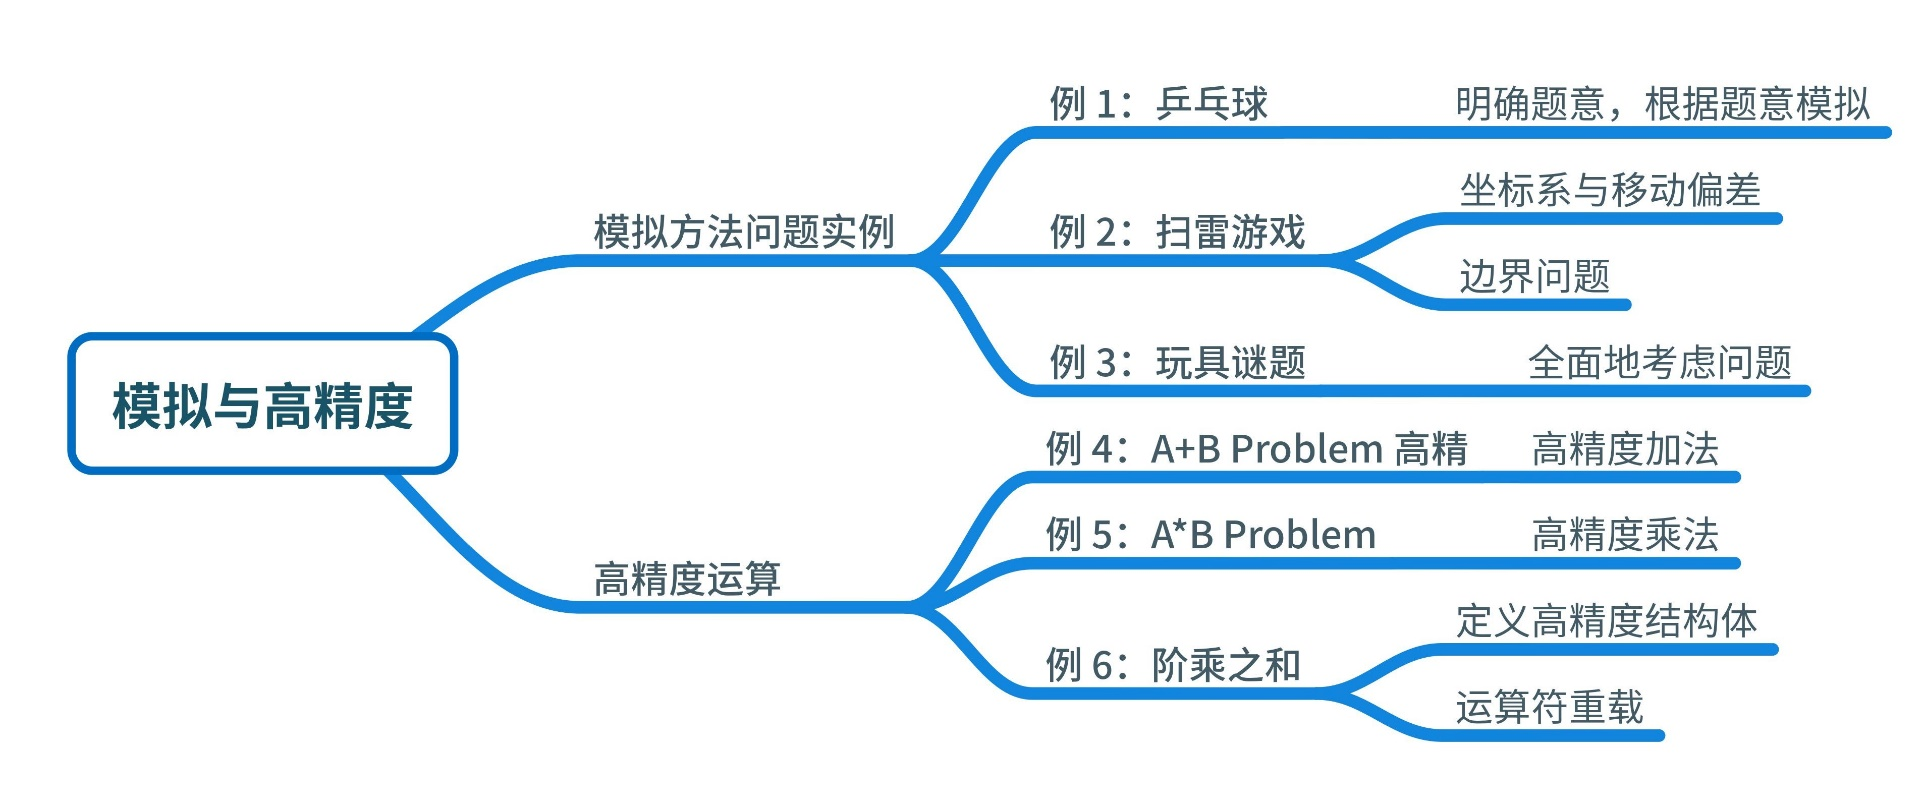 模拟与高精度
模拟方法问题实例
例 1：乒乓球
明确题意，根据题意模拟
例 2：扫雷游戏
坐标系与移动偏差
边界问题
例 3：玩具谜题
全面地考虑问题
高精度运算
例 4：A+B Problem 高精
高精度加法
例 5：A*B Problem
高精度乘法
例 6：阶乘之和
定义高精度结构体
运算符重载